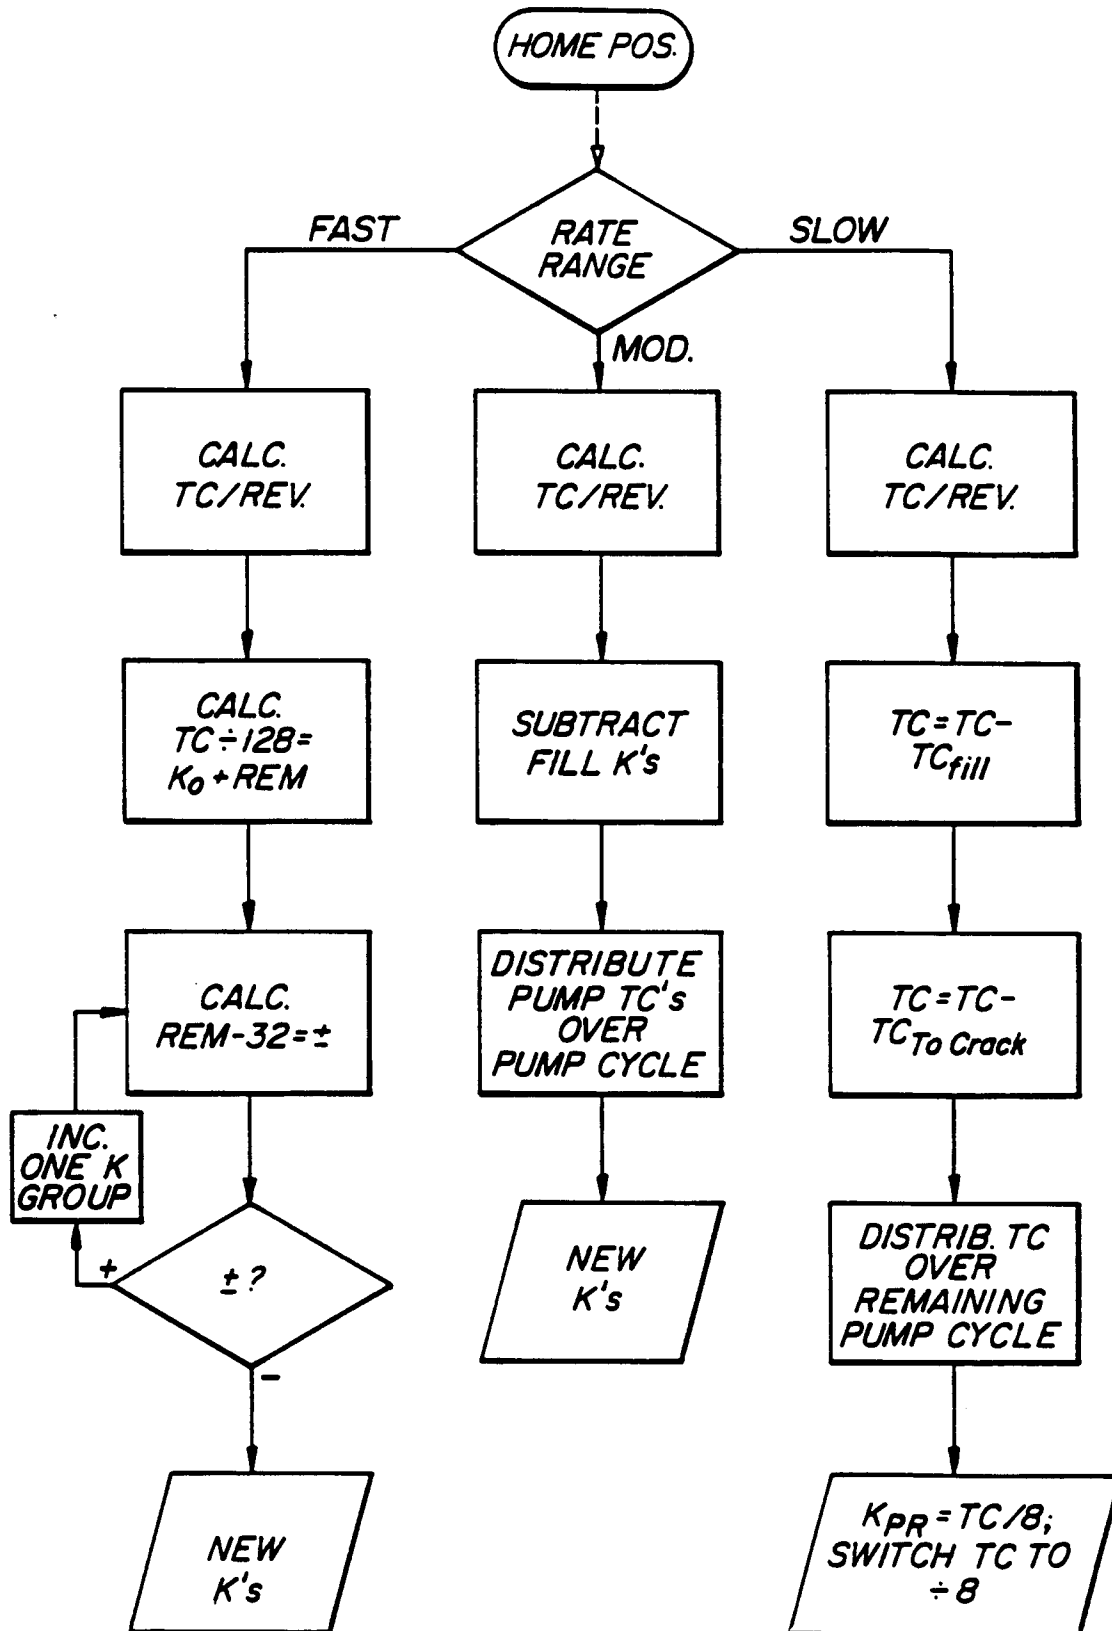 HOME POS.
RATE
RANGE
FAST
SLOW
MOD.
CALC.
TC/REV.
CALC.
TC÷128=
Ko + REM
CALC.
REM-32=±
INC.
ONE K
GROUP
+
± ?
−
NEW
K's
CALC.
TC/REV.
SUBTRACT
FILL K's
DISTRIBUTE
PUMP TC's
OVER
PUMP CYCLE
NEW
K's
CALC.
TC/REV.
TC=TC-
TCfill
TC=TC-
TCTo Crack
DISTRIB. TC
OVER
REMAINING
PUMP CYCLE
KPR=TC/8;
SWITCH TC TO
÷8